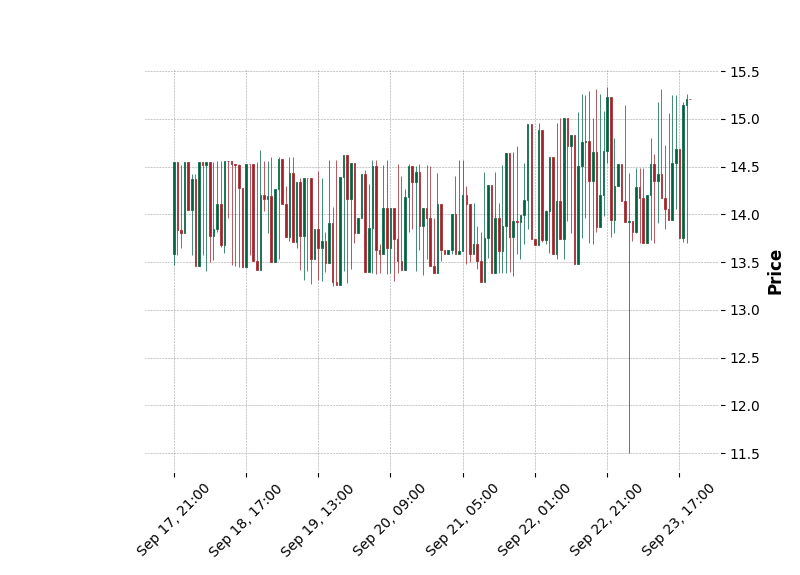 15.5
15.0
14.5
14.0
13.5
13.0
12.5
12.0
11.5
Price
Sep 17, 21:00
Sep 18, 17:00
Sep 19, 13:00
Sep 20, 09:00
Sep 21, 05:00
Sep 22, 01:00
Sep 22, 21:00
Sep 23, 17:00